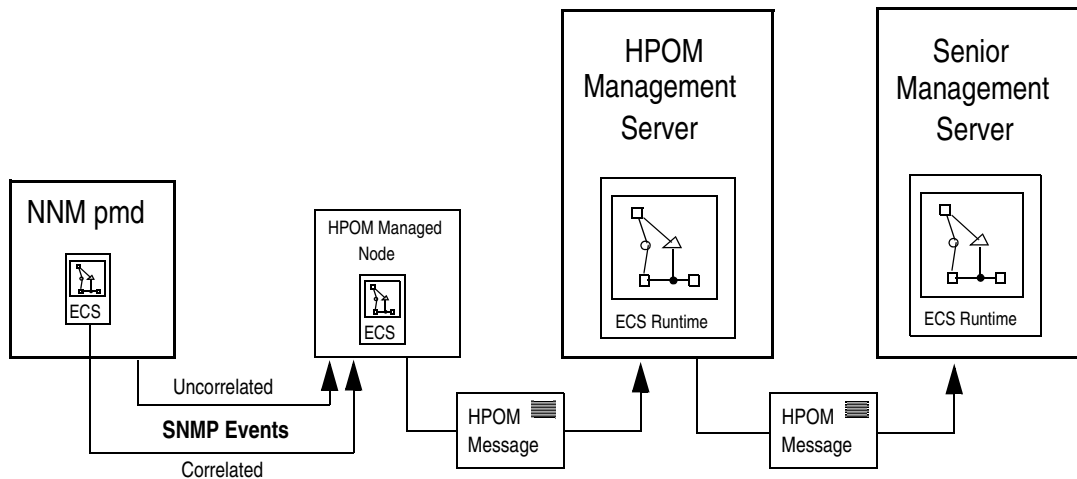 NNM pmd
ECS
HPOM Managed
Node
ECS
HPOM
Management
Server
ECS Runtime
Senior
Management
Server
ECS Runtime
Uncorrelated
SNMP Events
Correlated
HPOM
Message
HPOM
Message